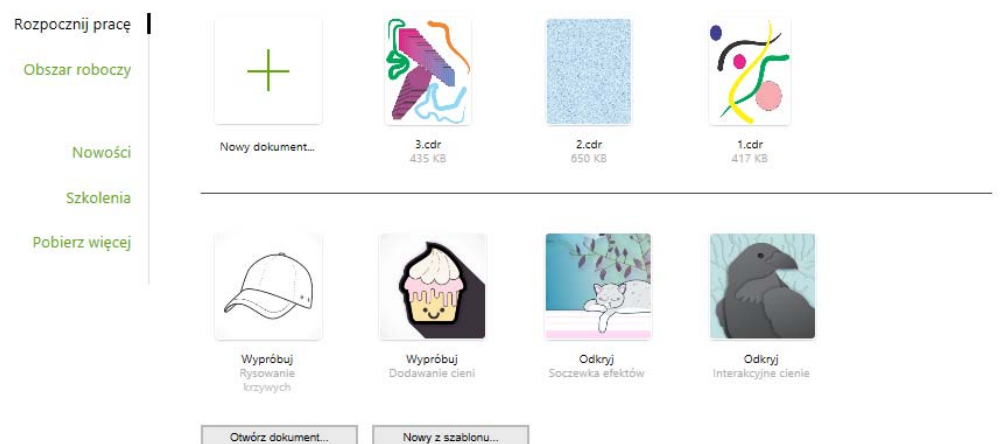 Rozpocznij pracę
Obszar roboczy
Nowości
Szkolenia
Pobierz więcej
Nowy dokument...
3.cdr
435 KB
2.cdr
650 KB
1.cdr
417 KB
Wypróbuj
Rysowanie
krzywych
Wypróbuj
Dodawanie cieni
Odkryj
Soczewka efektów
Odkryj
Interakcyjne cienie
Otwórz dokument...
Nowy z szablonu...